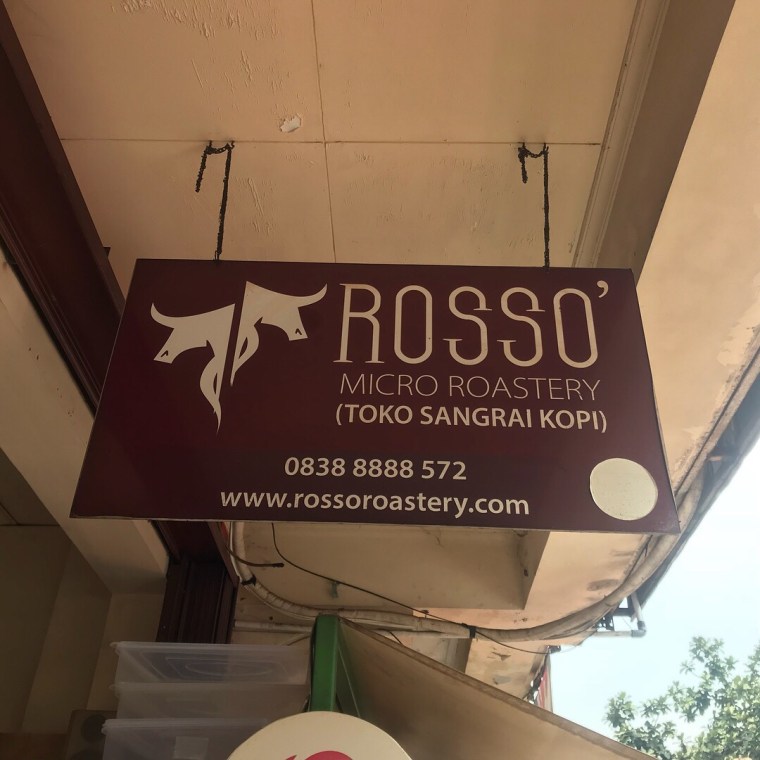 ROSSO'
MICRO ROASTERY
(TOKO SANGRAI KOPI)
0838 8888 572
www.rossoroastery.com